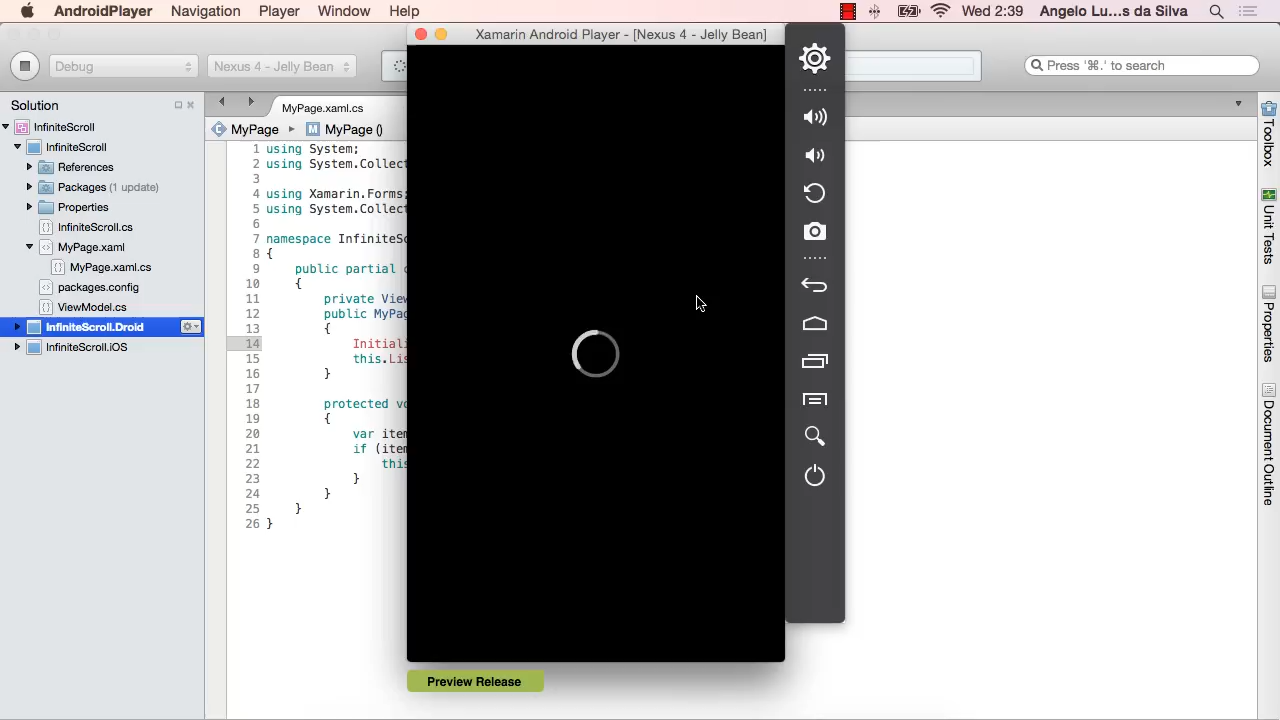 AndroidPlayer Navigation Player Window Help Wed 2:39 Angelo Lu...s da Silva
Xamarin Android Player - [Nexus 4 - Jelly Bean]
Debug Nexus 4 - Jelly Bean Press '⌘.' to search
Solution
InfiniteScroll
InfiniteScroll
References
Packages (1 update)
Properties
InfiniteScroll.cs
MyPage.xaml
MyPage.xaml.cs
packages.config
ViewModel.cs
InfiniteScroll.Droid
InfiniteScroll.iOS
MyPage.xaml.cs
MyPage MyPage ()
1 using System;
2 using System.Collect
3
4 using Xamarin.Forms;
5 using System.Collect
6
7 namespace InfiniteSc
8 {
9 public partial c
10 {
11 private View
12 public MyPag
13 {
14 Initiali
15 this.Lis
16 }
17
18 protected vo
19 {
20 var item
21 if (item
22 this
23 }
24 }
25 }
26 }
Preview Release
Toolbox
Unit Tests
Properties
Document Outline